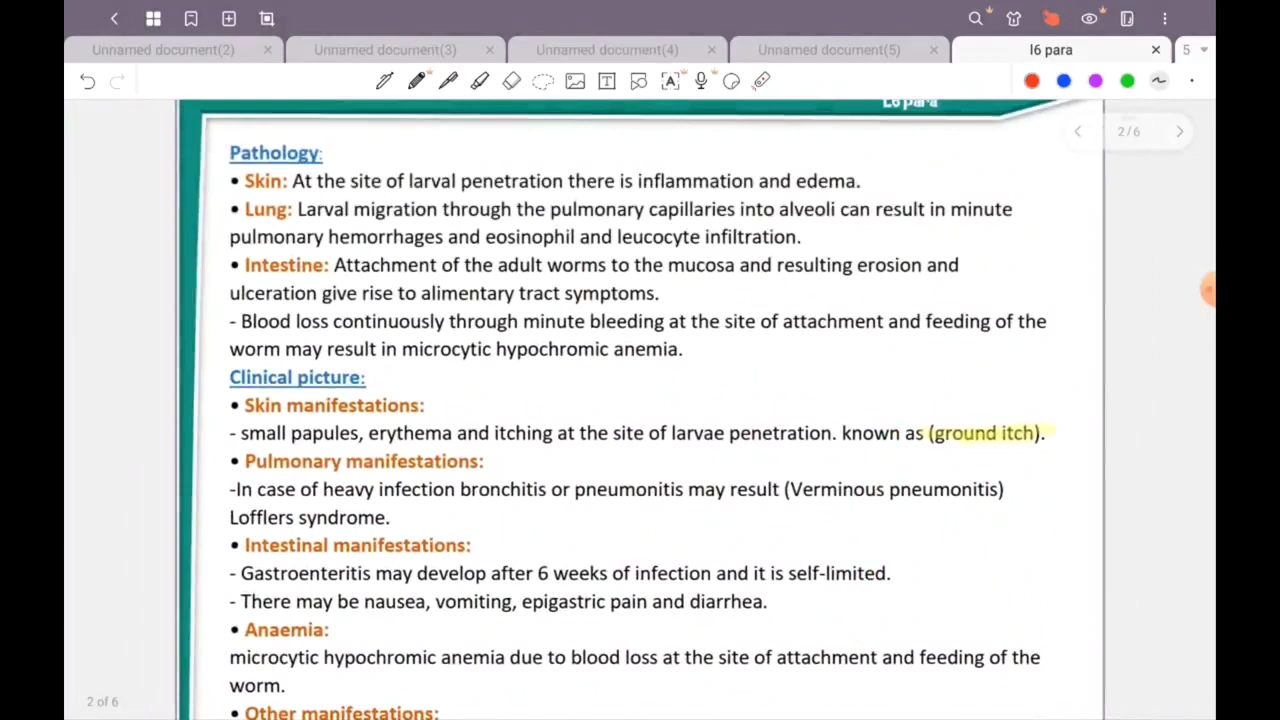 Unnamed document(2)
Unnamed document(3)
Unnamed document(4)
Unnamed document(5)
l6 para
5
L6 para
2/6
Pathology:
• Skin: At the site of larval penetration there is inflammation and edema.
• Lung: Larval migration through the pulmonary capillaries into alveoli can result in minute
pulmonary hemorrhages and eosinophil and leucocyte infiltration.
• Intestine: Attachment of the adult worms to the mucosa and resulting erosion and
ulceration give rise to alimentary tract symptoms.
- Blood loss continuously through minute bleeding at the site of attachment and feeding of the
worm may result in microcytic hypochromic anemia.
Clinical picture:
• Skin manifestations:
- small papules, erythema and itching at the site of larvae penetration. known as (ground itch).
• Pulmonary manifestations:
-In case of heavy infection bronchitis or pneumonitis may result (Verminous pneumonitis)
Lofflers syndrome.
• Intestinal manifestations:
- Gastroenteritis may develop after 6 weeks of infection and it is self-limited.
- There may be nausea, vomiting, epigastric pain and diarrhea.
• Anaemia:
microcytic hypochromic anemia due to blood loss at the site of attachment and feeding of the
worm.
2 of 6
• Other manifestations: